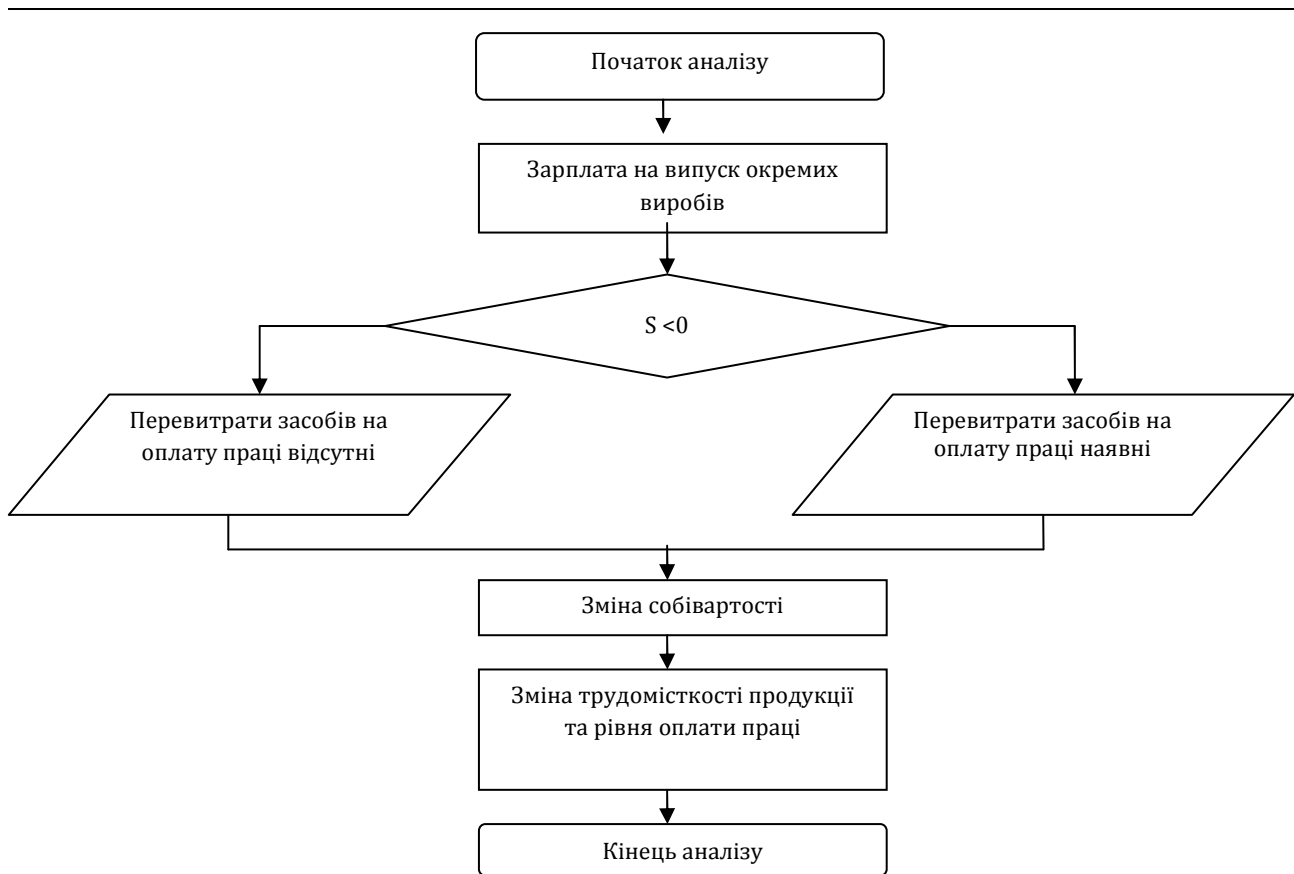 Початок аналізу
Зарплата на випуск окремих
виробів
S <0
Перевитрати засобів на
оплату праці відсутні
Перевитрати засобів на
оплату праці наявні
Зміна собівартості
Зміна трудомісткості продукції
та рівня оплати праці
Кінець аналізу